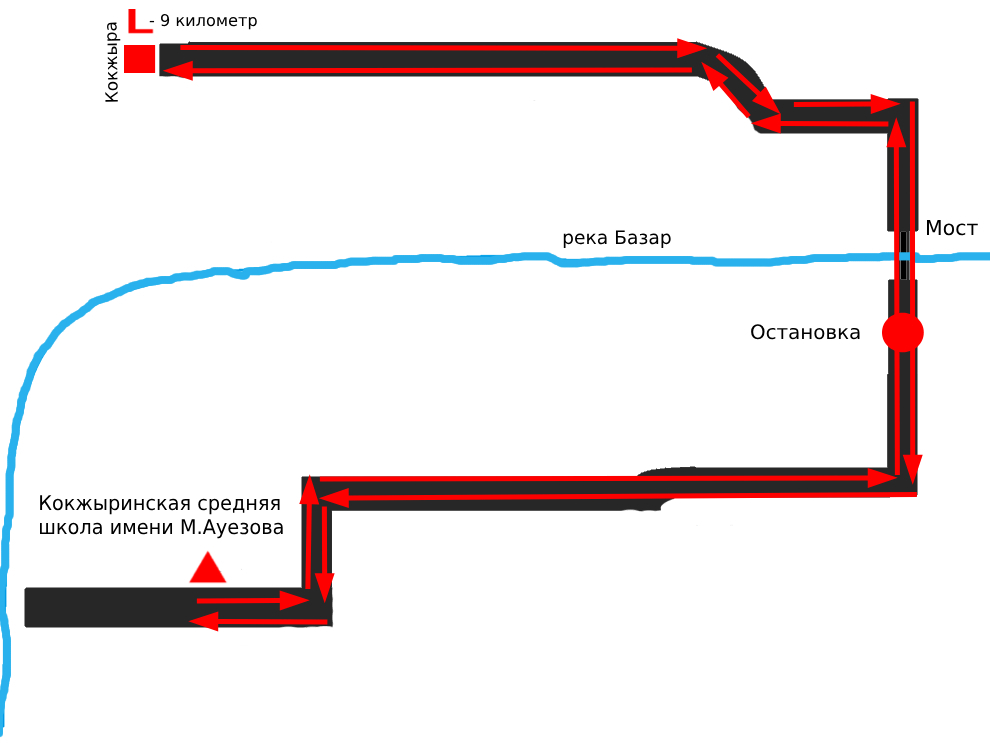 L - 9 километр
Кокжыра
река Базар
Мост
Остановка
Кокжыринская средняя
школа имени М.Ауезова